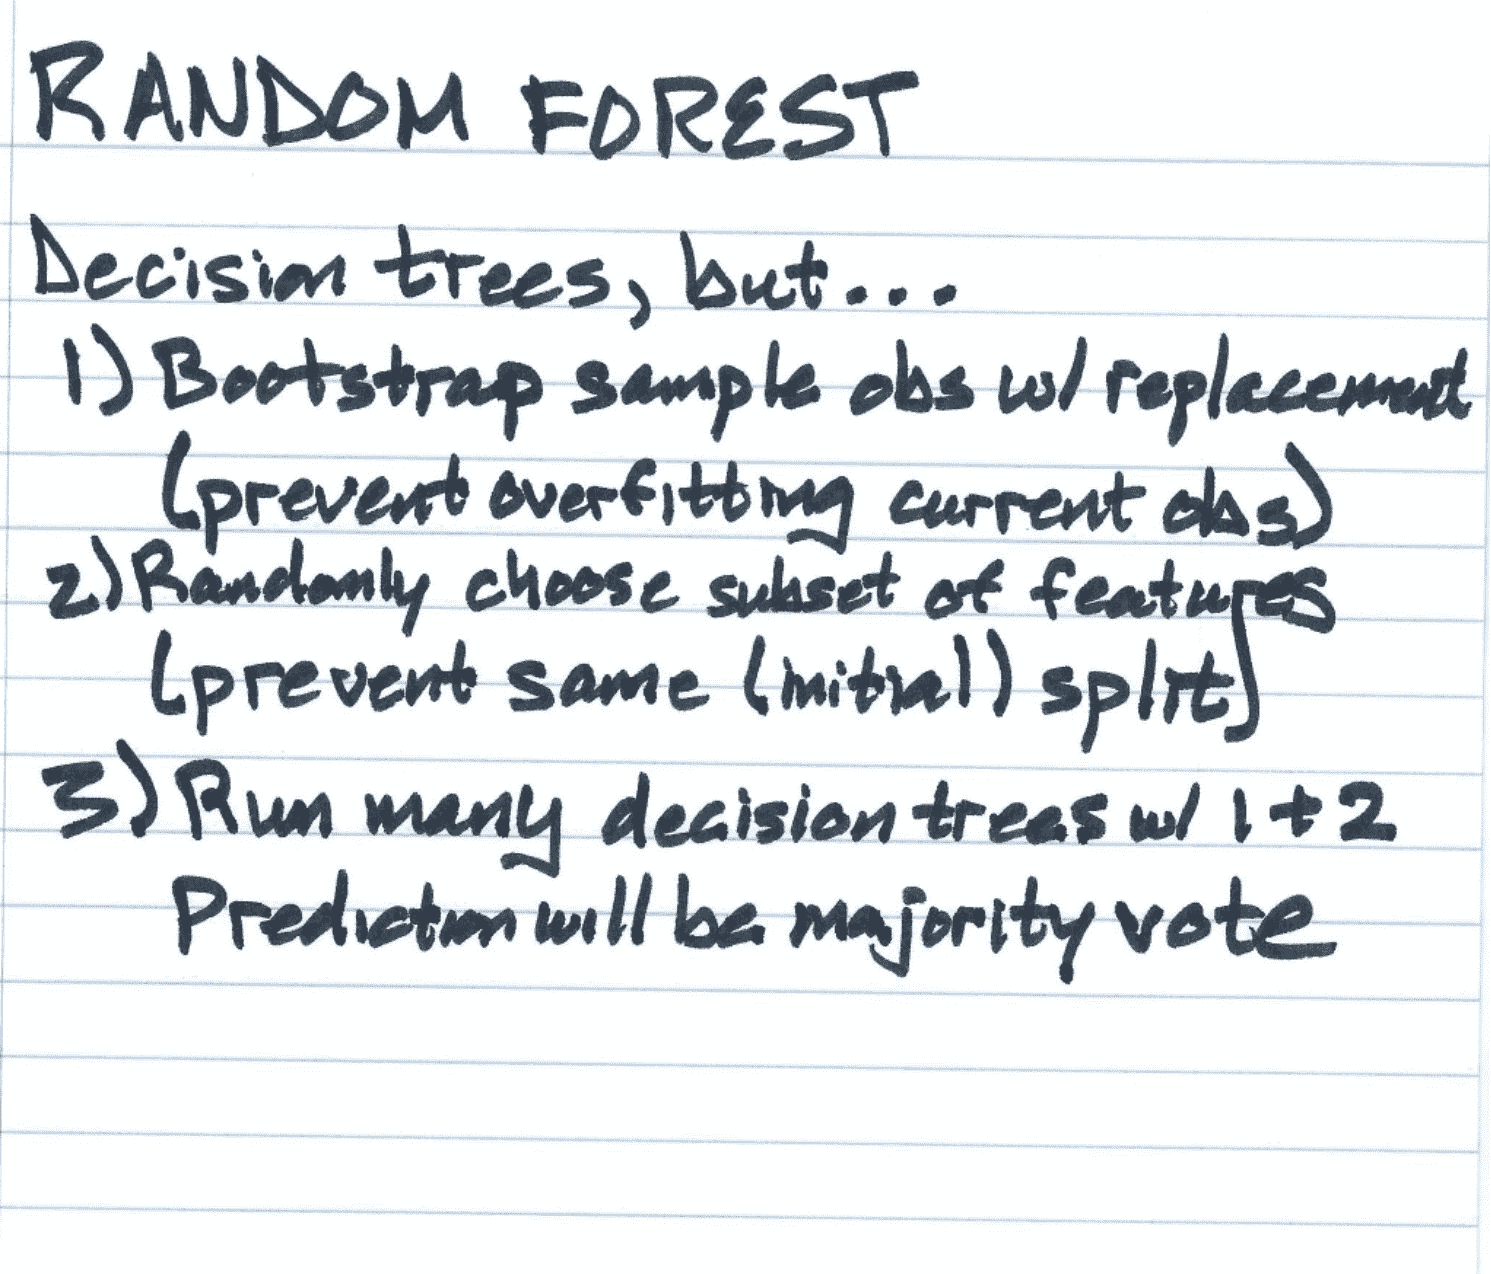 RANDOM FOREST
Decision trees, but...
1) Bootstrap sample obs w/ replacement
(prevent overfitting current obs)
2) Randomly choose subset of features
(prevent same (initial) split)
3) Run many decision trees w/ 1 + 2
Prediction will be majority vote